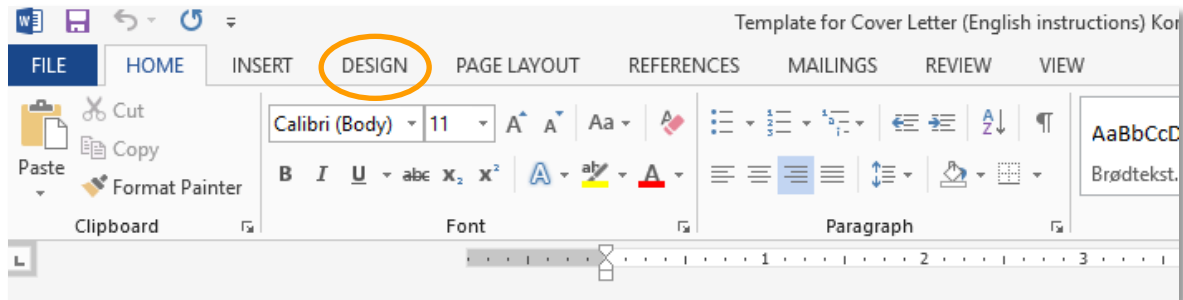 Template for Cover Letter (English instructions) Kor
FILE HOME INSERT DESIGN PAGE LAYOUT REFERENCES MAILINGS REVIEW VIEW
Cut
Copy
Paste
Format Painter
Clipboard
Calibri (Body) 11 A A Aa
B I U abc X₂ X² A ab A
Font
Paragraph
AaBbCcD
Brødtekst.
1 2 3